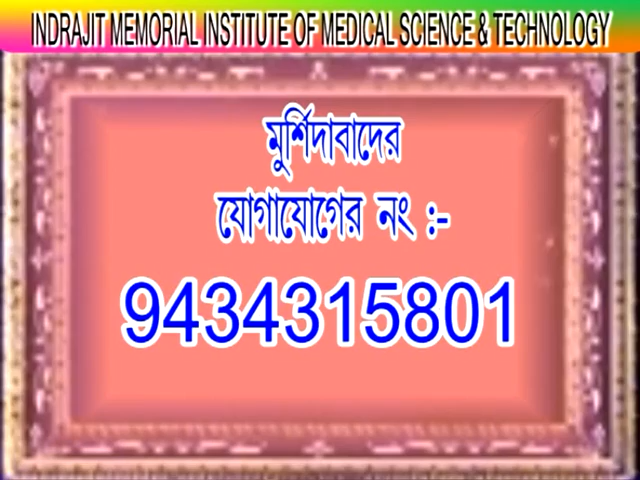 INDRAJIT MEMORIAL INSTITUTE OF MEDICAL SCIENCE & TECHNOLOGY
মুর্শিদাবাদের
যোগাযোগের নং :-
9434315801